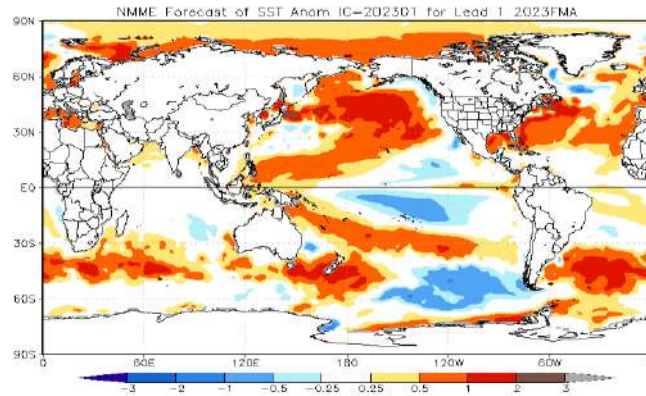 NMME Forecast of SST Anom IC-202301 for Lead 1 2023FMA
90N
60N
30N
EQ
30S
60S
90S
0 60E 120E 180 120W 60W
-3 -2 -1 -0.5 -0.25 0.25 0.5 1 2 3